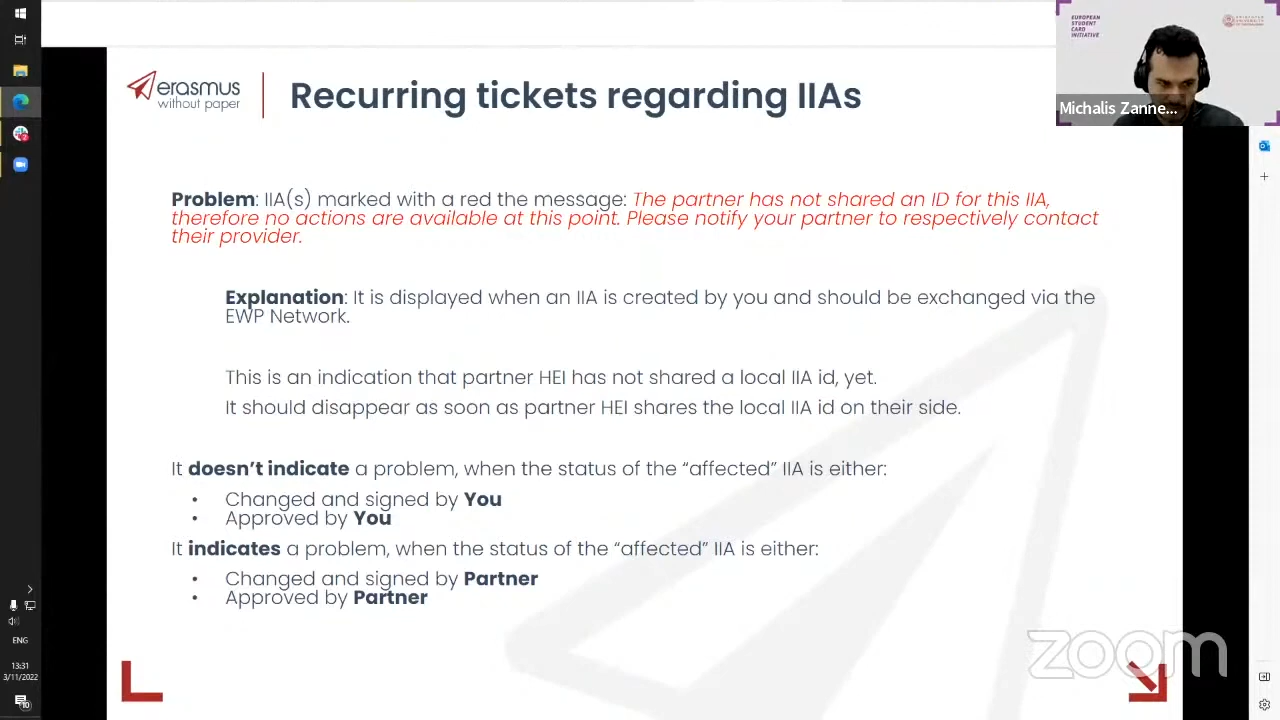 EUROPEAN
STUDENT
CARD
INITIATIVE
Michalis Zanne...
erasmus
without paper
Recurring tickets regarding IIAs
Problem: IIA(s) marked with a red the message: The partner has not shared an ID for this IIA,
therefore no actions are available at this point. Please notify your partner to respectively contact
their provider.
Explanation: It is displayed when an IIA is created by you and should be exchanged via the
EWP Network.
This is an indication that partner HEI has not shared a local IIA id, yet.
It should disappear as soon as partner HEI shares the local IIA id on their side.
It doesn't indicate a problem, when the status of the “affected” IIA is either:
• Changed and signed by You
• Approved by You
It indicates a problem, when the status of the “affected” IIA is either:
• Changed and signed by Partner
• Approved by Partner
ENG
13:31
3/11/2022
zoom